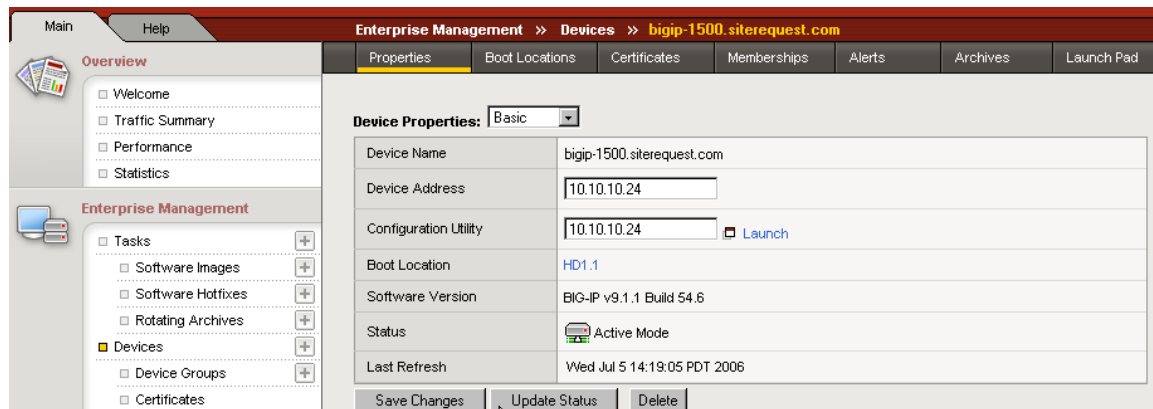 Main
Help
Enterprise Management » Devices » bigip-1500.siterequest.com
Properties
Boot Locations
Certificates
Memberships
Alerts
Archives
Launch Pad
Overview
Welcome
Traffic Summary
Performance
Statistics
Enterprise Management
Tasks
Software Images
Software Hotfixes
Rotating Archives
Devices
Device Groups
Certificates
Device Properties: Basic
Device Name bigip-1500.siterequest.com
Device Address 10.10.10.24
Configuration Utility 10.10.10.24 Launch
Boot Location HD1.1
Software Version BIG-IP v9.1.1 Build 54.6
Status Active Mode
Last Refresh Wed Jul 5 14:19:05 PDT 2006
Save Changes Update Status Delete